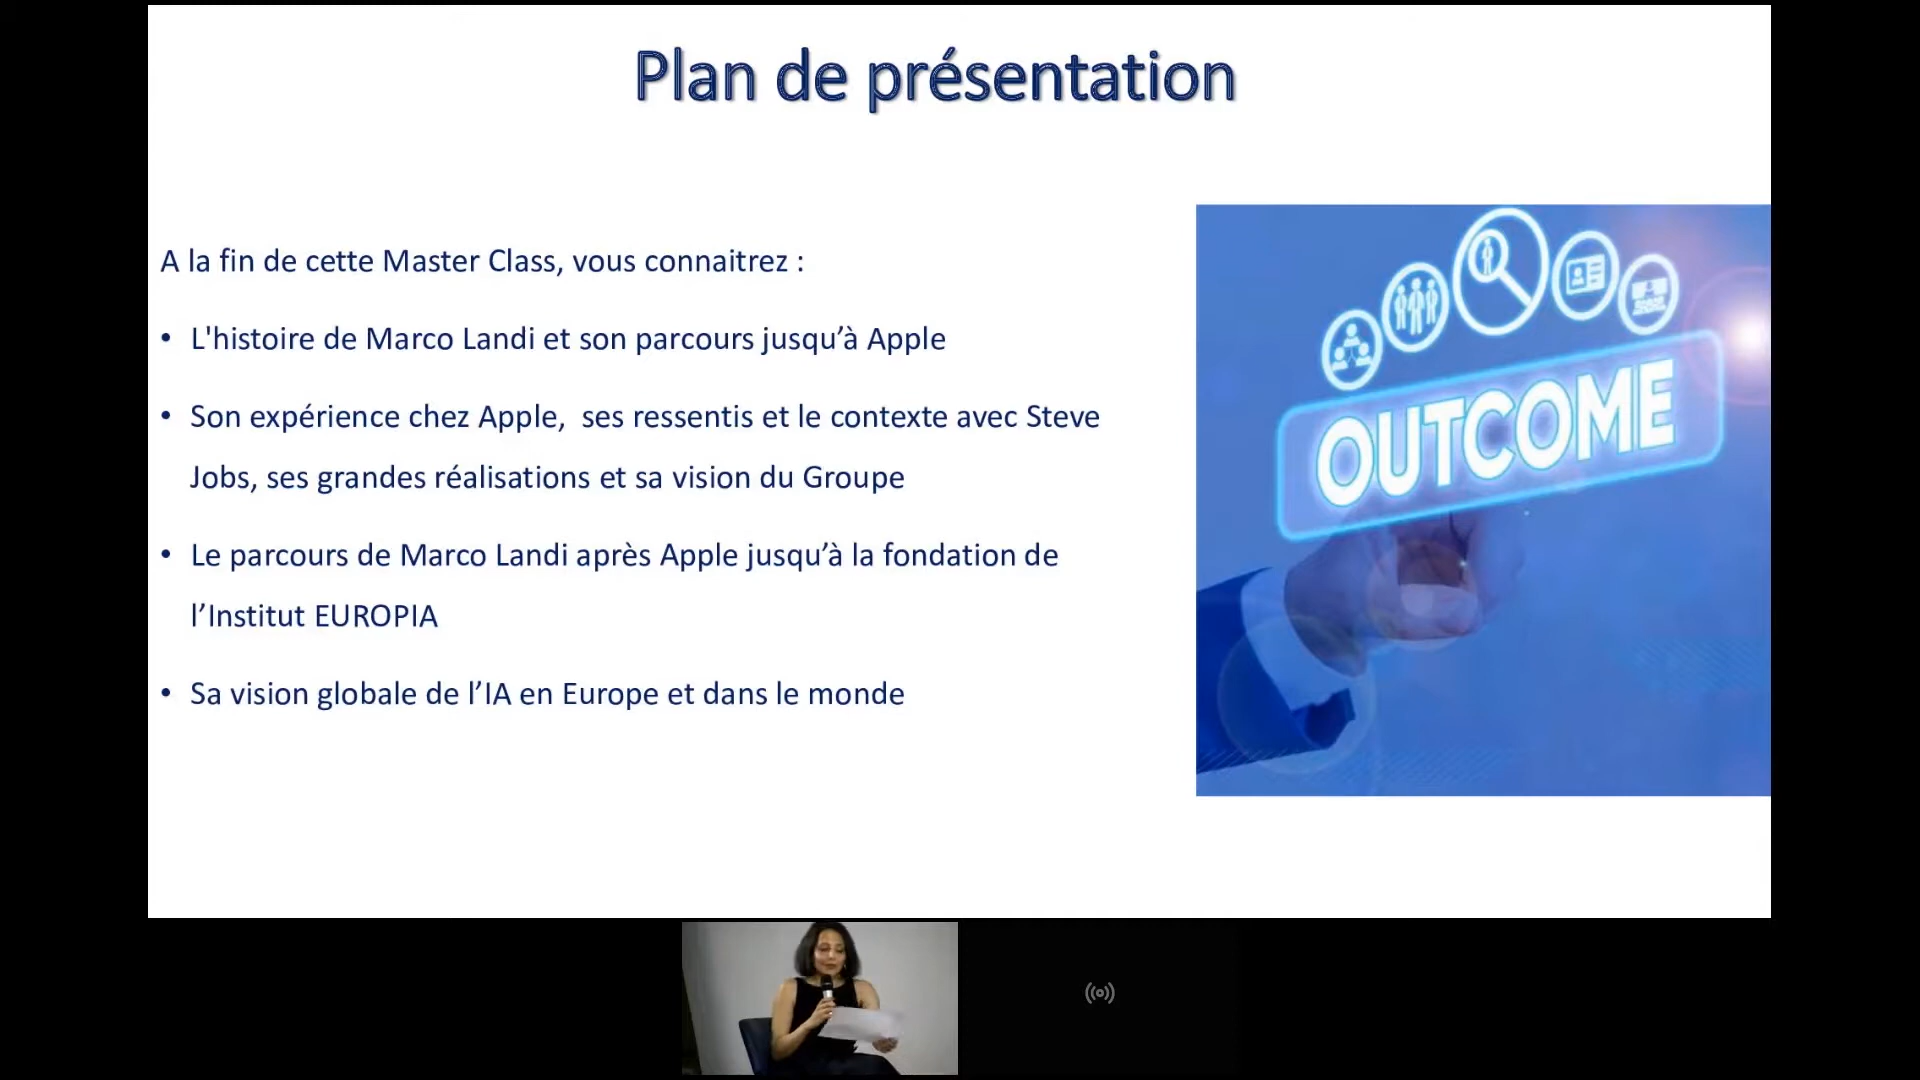 Plan de présentation
A la fin de cette Master Class, vous connaitrez :
• L'histoire de Marco Landi et son parcours jusqu’à Apple
• Son expérience chez Apple,  ses ressentis et le contexte avec Steve
Jobs, ses grandes réalisations et sa vision du Groupe
• Le parcours de Marco Landi après Apple jusqu’à la fondation de
l’Institut EUROPIA
• Sa vision globale de l’IA en Europe et dans le monde
OUTCOME